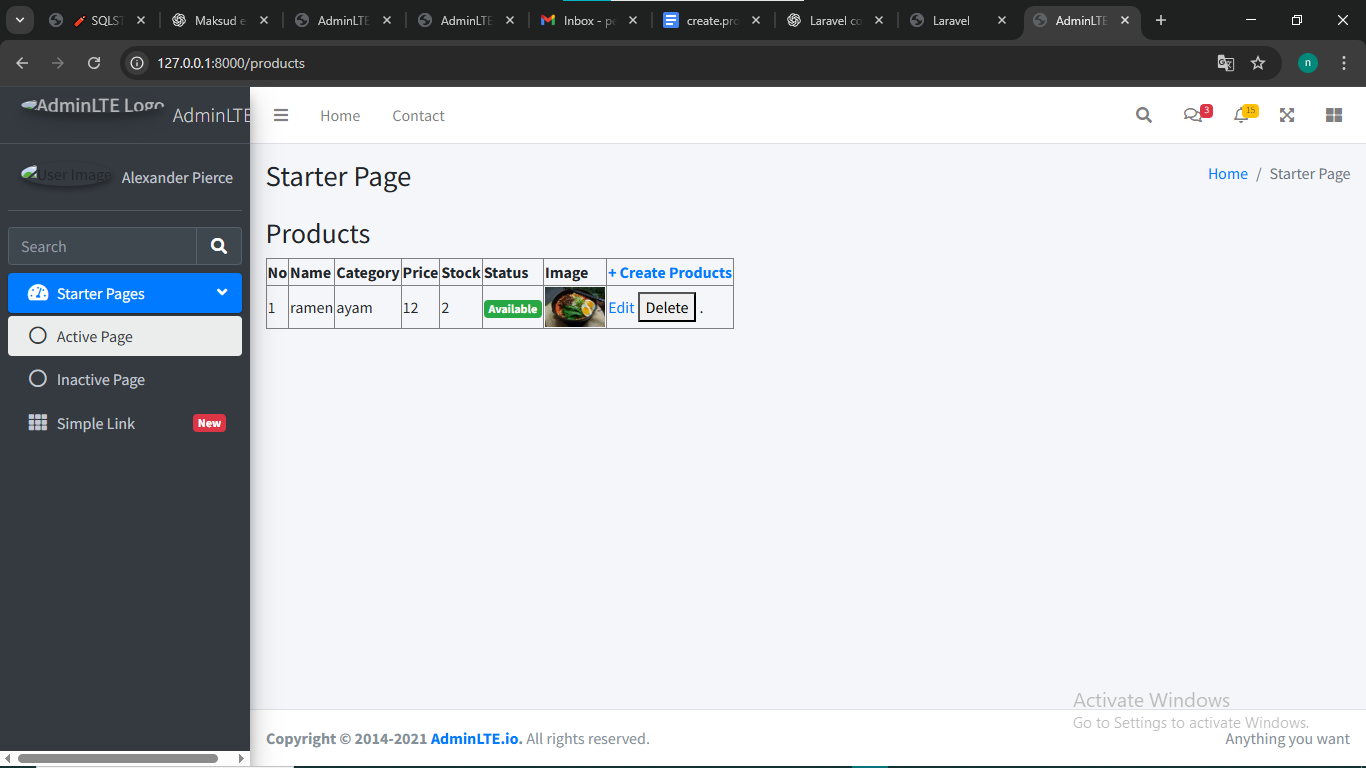 SQLST
Maksud e
AdminLTE
AdminLTE
Inbox - pe
create.pro
Laravel co
Laravel
AdminLTE
127.0.0.1:8000/products
n
AdminLTE Logo
AdminLTE
Home
Contact
3
15
User Image
Alexander Pierce
Starter Page
Home / Starter Page
Search
Products
Starter Pages
Active Page
Inactive Page
Simple Link
New
No Name Category Price Stock Status Image + Create Products
1 ramen ayam 12 2 Available Edit Delete .
Activate Windows
Go to Settings to activate Windows.
Copyright © 2014-2021 AdminLTE.io. All rights reserved.
Anything you want